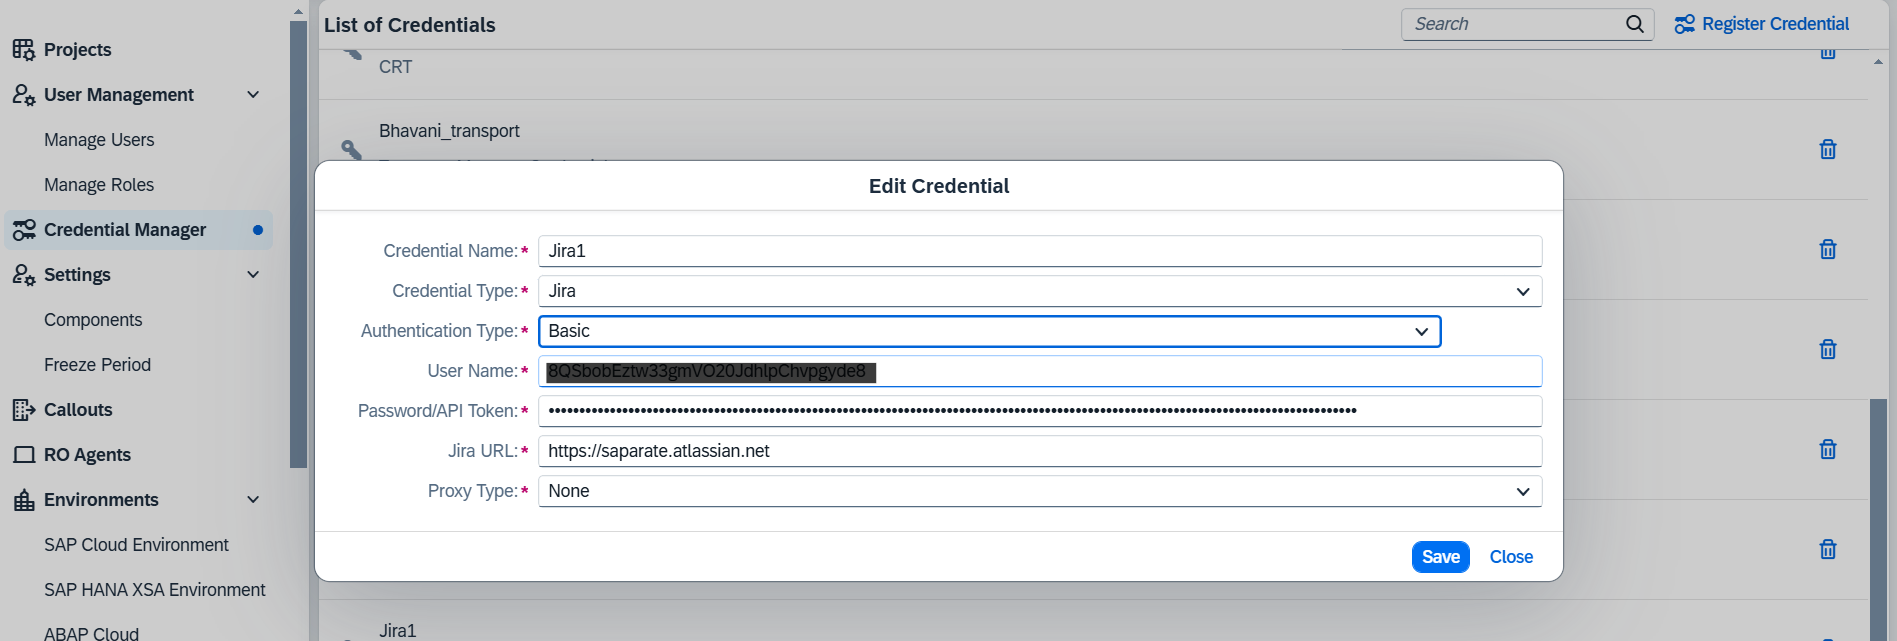 Projects
User Management
Manage Users
Manage Roles
Credential Manager
Settings
Components
Freeze Period
Callouts
RO Agents
Environments
SAP Cloud Environment
SAP HANA XSA Environment
ABAP Cloud
List of Credentials
Search
Register Credential
CRT
Bhavani_transport
Edit Credential
Credential Name:* Jira1
Credential Type:* Jira
Authentication Type:* Basic
User Name:*
Password/API Token:*
Jira URL:* https://saparate.atlassian.net
Proxy Type:* None
Save Close
Jira1